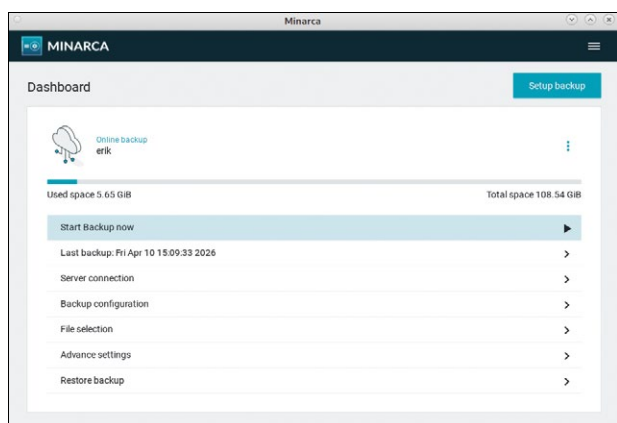 Minarca
MINARCA
Dashboard
Setup backup
Online backup
erik
Used space 5.65 GiB
Total space 108.54 GiB
Start Backup now
Last backup: Fri Apr 10 15:09:33 2026
Server connection
Backup configuration
File selection
Advance settings
Restore backup